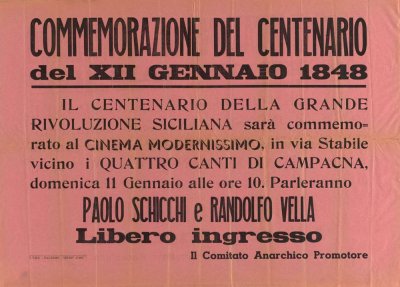 COMMEMORAZIONE DEL CENTENARIO
del XII GENNAIO 1848
IL CENTENARIO DELLA GRANDE
RIVOLUZIONE SICILIANA sarà commemo-
rato al CINEMA MODERNISSIMO, in via Stabile
vicino i QUATTRO CANTI DI CAMPAGNA,
domenica 11 Gennaio alle ore 10. Parleranno
PAOLO SCHICCHI e RANDOLFO VELLA
Libero ingresso
Il Comitato Anarchico Promotore